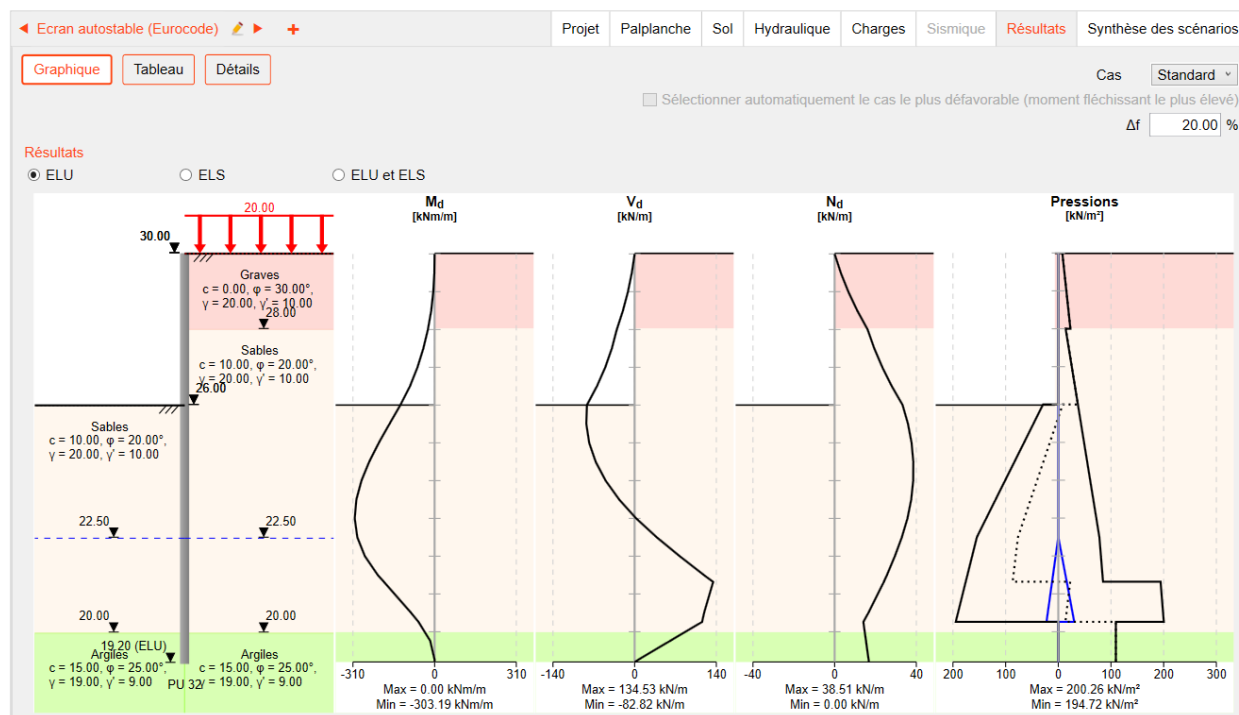 Ecran autostable (Eurocode)
Projet Palplanche Sol Hydraulique Charges Sismique Résultats Synthèse des scénarios
Graphique Tableau Détails
Cas Standard
Sélectionner automatiquement le cas le plus défavorable (moment fléchissant le plus élevé)
Δf 20.00 %
Résultats
ELU ELS ELU et ELS
20.00
30.00
Graves
c = 0.00, φ = 30.00°,
γ = 20.00, γ' = 10.00
28.00
Sables
c = 10.00, φ = 20.00°,
γ = 20.00, γ' = 10.00
26.00
Sables
c = 10.00, φ = 20.00°,
γ = 20.00, γ' = 10.00
22.50 22.50
20.00 20.00
19.20 (ELU)
Argiles Argiles
c = 15.00, φ = 25.00°, c = 15.00, φ = 25.00°,
γ = 19.00, γ' = 9.00 PU 32 γ = 19.00, γ' = 9.00
Md
[kNm/m]
-310 0 310
Max = 0.00 kNm/m
Min = -303.19 kNm/m
Vd
[kN/m]
-140 0 140
Max = 134.53 kN/m
Min = -82.82 kN/m
Nd
[kN/m]
-40 0 40
Max = 38.51 kN/m
Min = 0.00 kN/m
Pressions
[kN/m²]
200 100 0 100 200 300
Max = 200.26 kN/m²
Min = 194.72 kN/m²